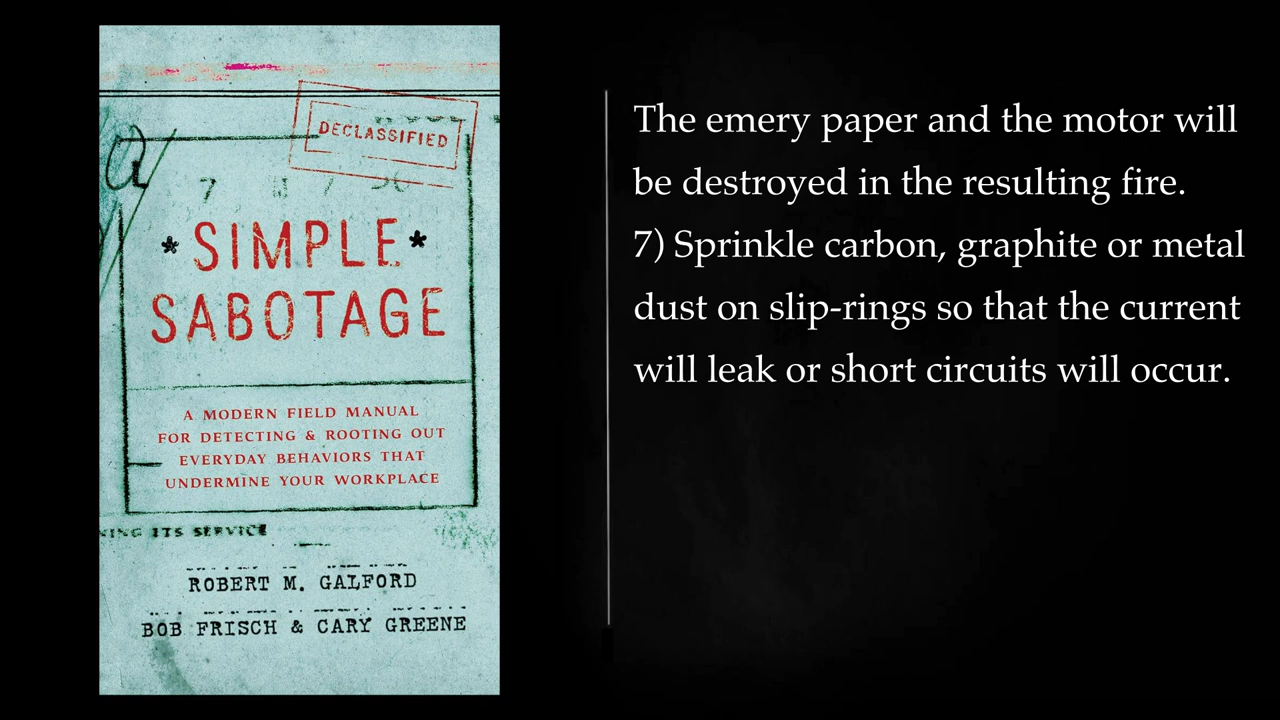 DECLASSIFIED
*SIMPLE*
SABOTAGE
A MODERN FIELD MANUAL
FOR DETECTING & ROOTING OUT
EVERYDAY BEHAVIORS THAT
UNDERMINE YOUR WORKPLACE
ITS SERVICE
ROBERT M. GALFORD
BOB FRISCH & CARY GREENE
The emery paper and the motor will
be destroyed in the resulting fire.
7) Sprinkle carbon, graphite or metal
dust on slip-rings so that the current
will leak or short circuits will occur.